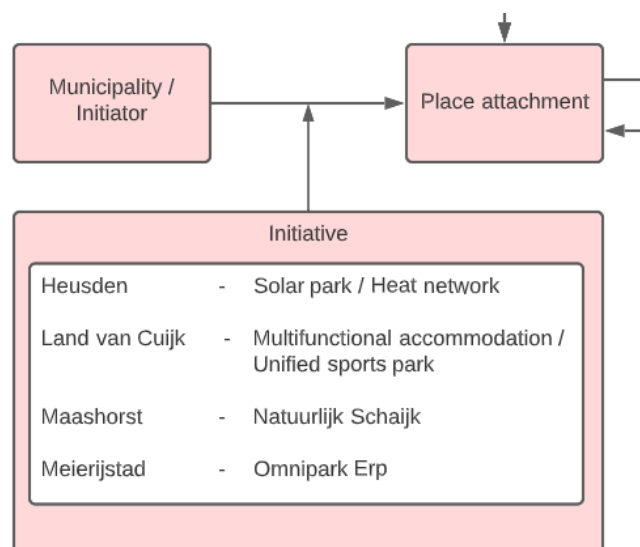 Municipality /
Initiator
Place attachment
Initiative
Heusden - Solar park / Heat network
Land van Cuijk - Multifunctional accommodation /
Unified sports park
Maashorst - Natuurlijk Schaijk
Meierijstad - Omnipark Erp